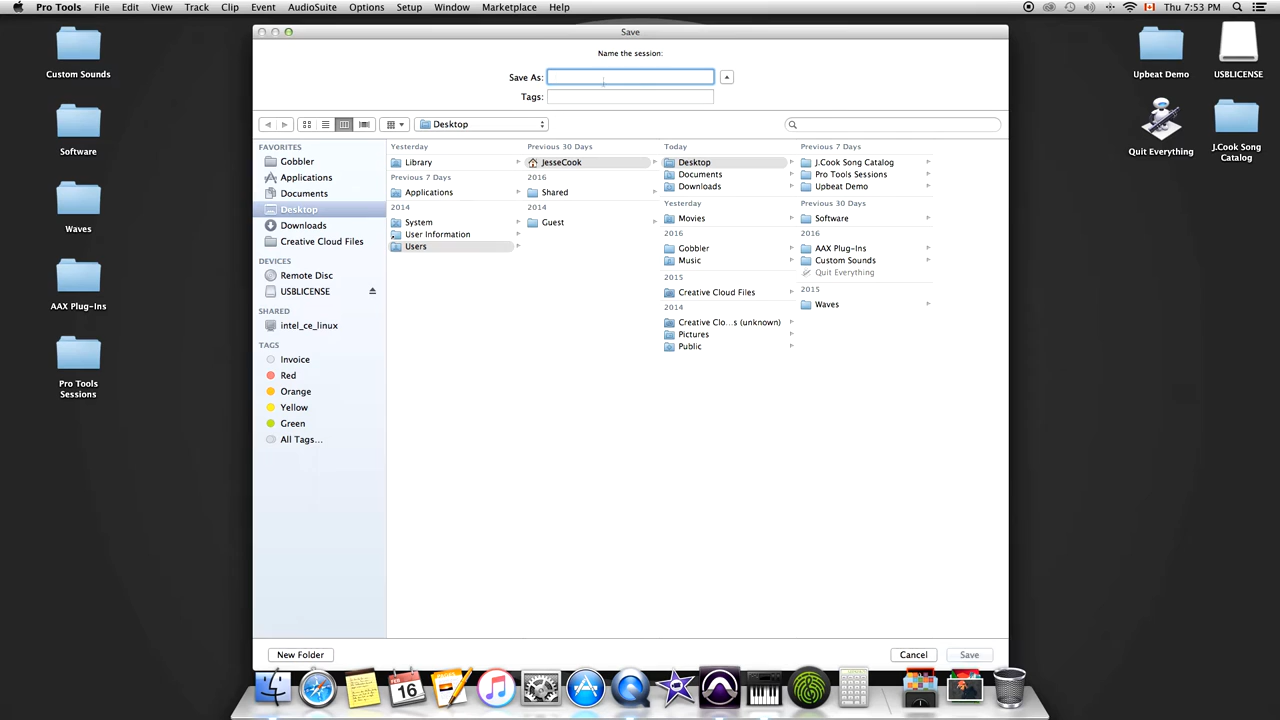 Pro Tools File Edit View Track Clip Event AudioSuite Options Setup Window Marketplace Help Thu 7:53 PM
Save
Name the session:
Save As:
Tags:
Desktop
FAVORITES
Gobbler
Applications
Documents
Desktop
Downloads
Creative Cloud Files
DEVICES
Remote Disc
USBLICENSE
SHARED
intel_ce_linux
TAGS
Invoice
Red
Orange
Yellow
Green
All Tags...
Yesterday
Library
Previous 7 Days
Applications
2014
System
User Information
Users
Previous 30 Days
JesseCook
2016
Shared
2014
Guest
Today
Desktop
Documents
Downloads
Yesterday
Movies
2016
Gobbler
Music
2015
Creative Cloud Files
2014
Creative Clo...s (unknown)
Pictures
Public
Previous 7 Days
J.Cook Song Catalog
Pro Tools Sessions
Upbeat Demo
Previous 30 Days
Software
2016
AAX Plug-Ins
Custom Sounds
Quit Everything
2015
Waves
New Folder
Cancel
Save
Custom Sounds
Software
Waves
AAX Plug-Ins
Pro Tools
Sessions
Upbeat Demo
USBLICENSE
Quit Everything
J.Cook Song
Catalog
FEB
16